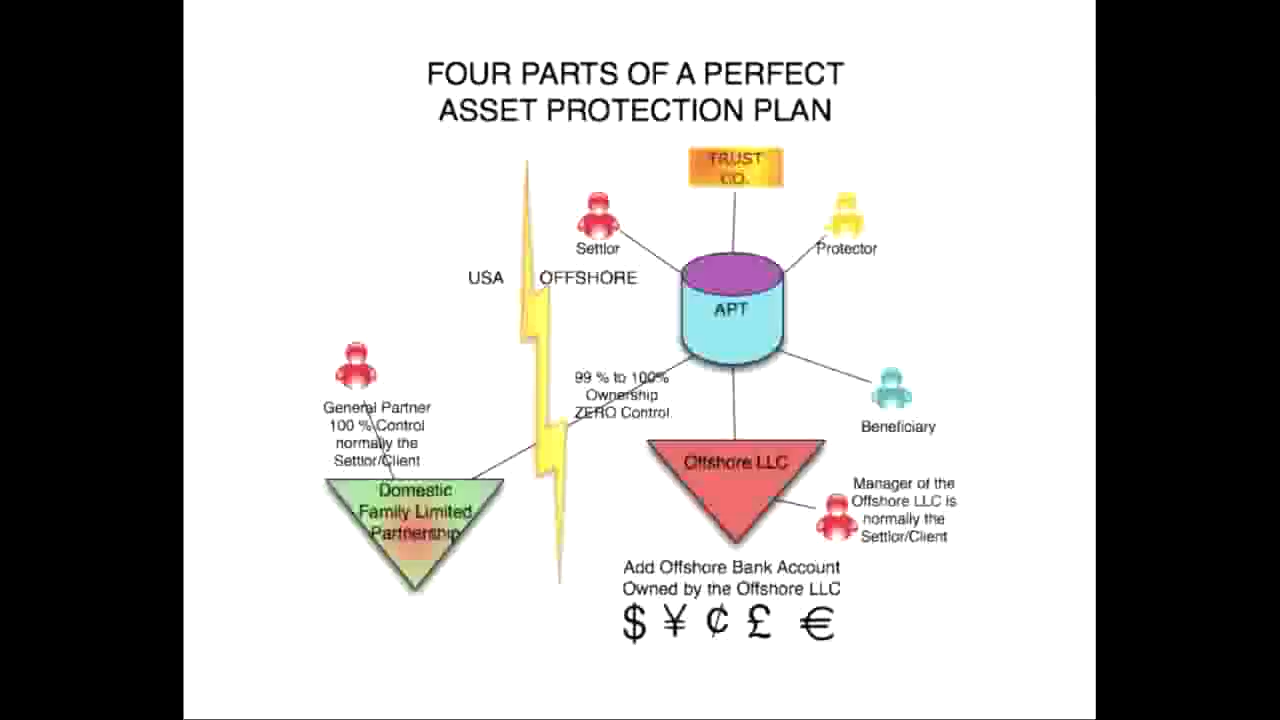 FOUR PARTS OF A PERFECT
ASSET PROTECTION PLAN
TRUST
CO.
Settlor
Protector
USA
OFFSHORE
APT
99 % to 100%
Ownership
ZERO Control
General Partner
100 % Control
normally the
Settlor/Client
Beneficiary
Domestic
Family Limited
Partnership
Offshore LLC
Manager of the
Offshore LLC is
normally the
Settlor/Client
Add Offshore Bank Account
Owned by the Offshore LLC
$ ¥ ¢ £ €